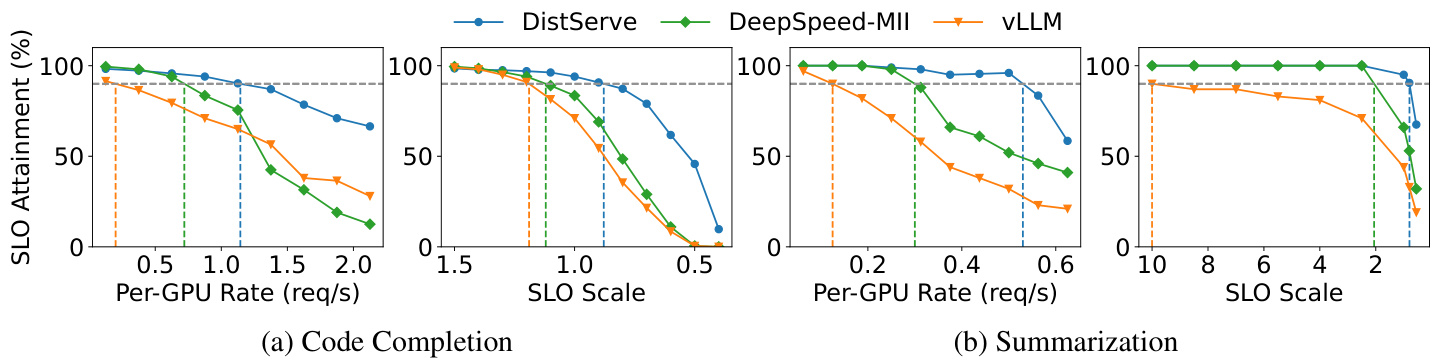 DistServe DeepSpeed-MII vLLM
SLO Attainment (%)
100
50
0
0.5 1.0 1.5 2.0
Per-GPU Rate (req/s)
100
50
0
1.5 1.0 0.5
SLO Scale
100
50
0
0.2 0.4 0.6
Per-GPU Rate (req/s)
100
50
0
10 8 6 4 2
SLO Scale
(a) Code Completion
(b) Summarization